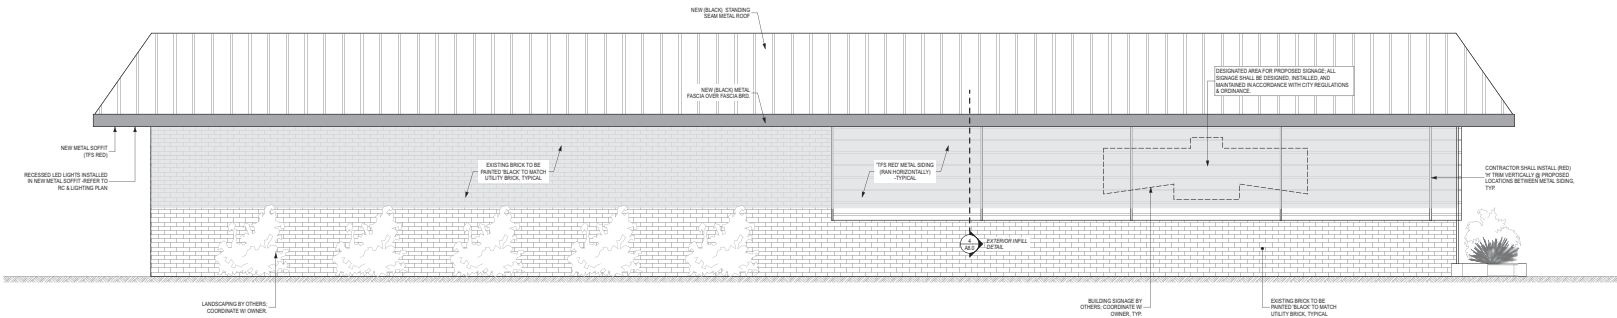 NEW (BLACK) STANDING
SEAM METAL ROOF
DESIGNATED AREA FOR PROPOSED SIGNAGE; ALL
SIGNAGE SHALL BE DESIGNED, INSTALLED, AND
MAINTAINED IN ACCORDANCE WITH CITY REGULATIONS
& ORDINANCE.
NEW (BLACK) METAL
FASCIA OVER FASCIA BRD.
NEW METAL SOFFIT
(TFS RED)
RECESSED LED LIGHTS INSTALLED
IN NEW METAL SOFFIT -REFER TO
RC & LIGHTING PLAN
EXISTING BRICK TO BE
PAINTED 'BLACK' TO MATCH
UTILITY BRICK, TYPICAL
'TFS RED' METAL SIDING
(RAN HORIZONTALLY)
-TYPICAL
CONTRACTOR SHALL INSTALL (RED)
'H' TRIM VERTICALLY @ PROPOSED
LOCATIONS BETWEEN METAL SIDING,
TYP.
4
A8.0
EXTERIOR INFILL
DETAIL
LANDSCAPING BY OTHERS;
COORDINATE W/ OWNER.
BUILDING SIGNAGE BY
OTHERS; COORDINATE W/
OWNER, TYP.
EXISTING BRICK TO BE
PAINTED 'BLACK' TO MATCH
UTILITY BRICK, TYPICAL